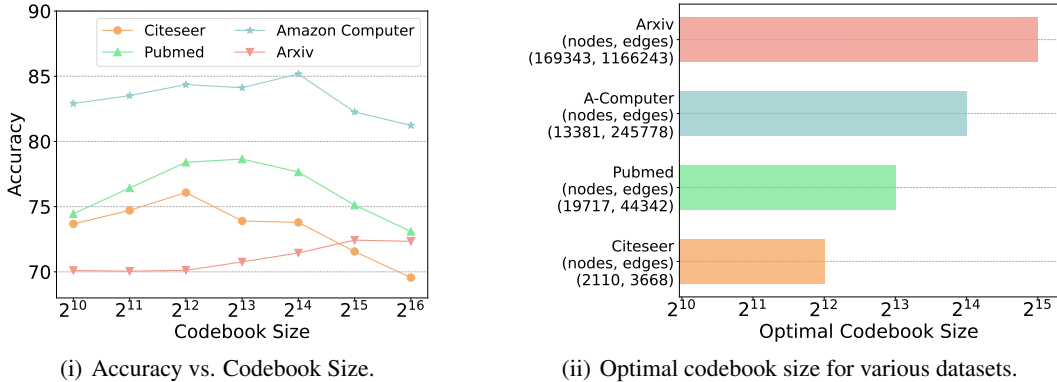 90
85
80
75
70
Accuracy
Citeseer
Pubmed
Amazon Computer
Arxiv
2^10 2^11 2^12 2^13 2^14 2^15 2^16
Codebook Size
(i) Accuracy vs. Codebook Size.
Arxiv
(nodes, edges)
(169343, 1166243)
A-Computer
(nodes, edges)
(13381, 245778)
Pubmed
(nodes, edges)
(19717, 44342)
Citeseer
(nodes, edges)
(2110, 3668)
2^10 2^11 2^12 2^13 2^14 2^15
Optimal Codebook Size
(ii) Optimal codebook size for various datasets.